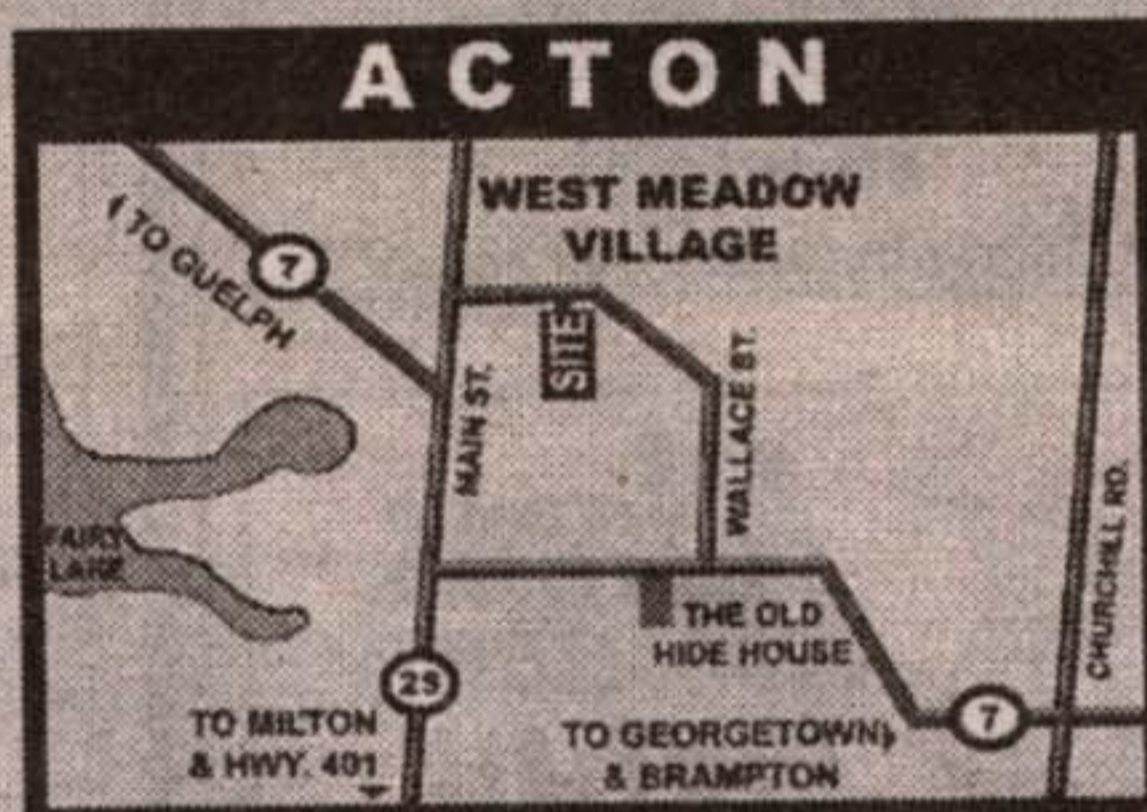 ACTON
WEST MEADOW
VILLAGE
TO GUELPH
7
SITE
MAIN ST.
WALLACE ST.
CHURCHILL RD.
FAIRY
LAKE
THE OLD
HIDE HOUSE
25
TO MILTON
& HWY. 401
TO GEORGETOWN
& BRAMPTON
7